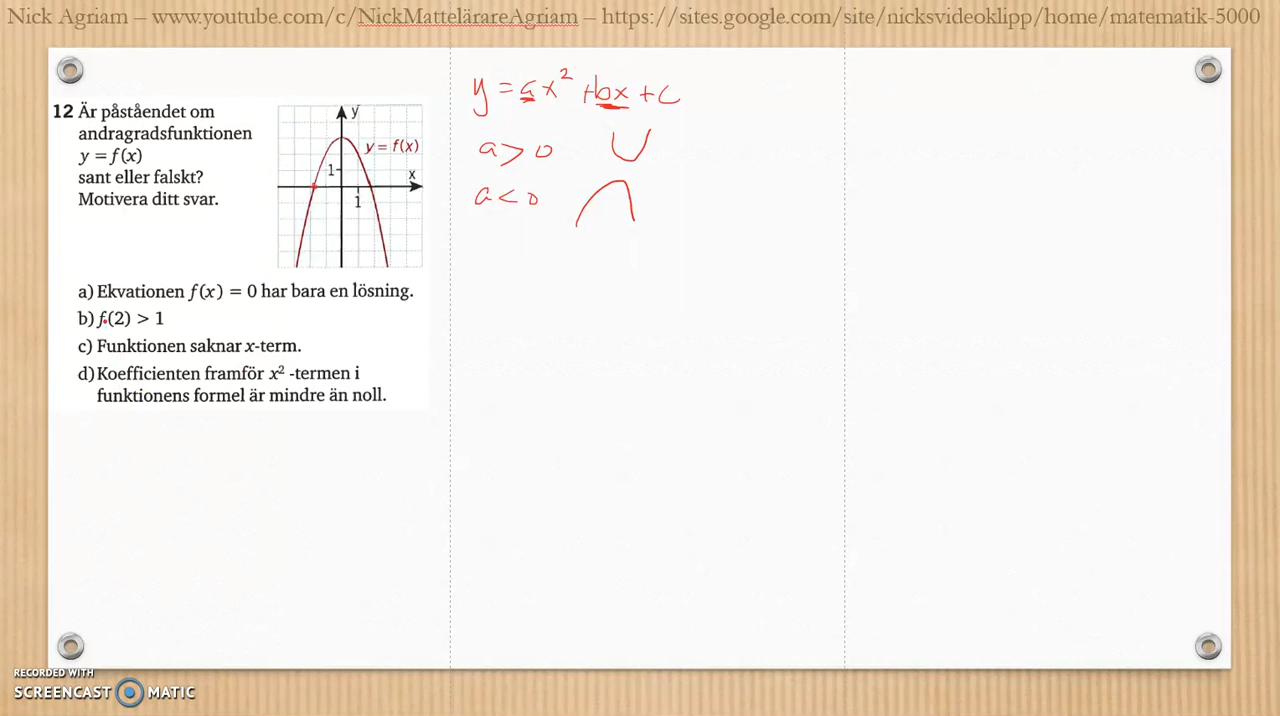 Nick Agriam – www.youtube.com/c/NickMattelärareAgriam – https://sites.google.com/site/nicksvideoklipp/home/matematik-5000
12 Är påståendet om
andragradsfunktionen
y = f(x)
sant eller falskt?
Motivera ditt svar.
y
y = f(x)
1
x
1
a) Ekvationen f(x) = 0 har bara en lösning.
b) f(2) > 1
c) Funktionen saknar x-term.
d) Koefficienten framför x² -termen i
funktionens formel är mindre än noll.
y = ax² + bx + c
a > 0
a < 0
RECORDED WITH
SCREENCAST MATIC